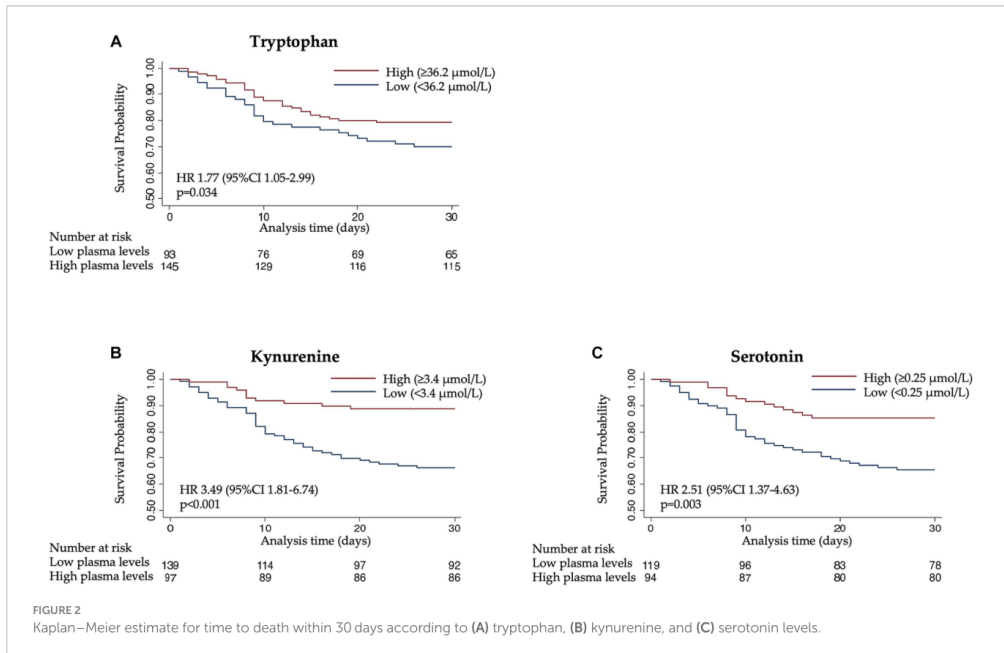 A
Tryptophan
High (≥36.2 µmol/L)
Low (<36.2 µmol/L)
Survival Probability
1.00
0.90
0.80
0.70
0.60
0.50
HR 1.77 (95%CI 1.05-2.99)
p=0.034
0 10 20 30
Analysis time (days)
Number at risk
Low plasma levels 93 76 69 65
High plasma levels 145 129 116 115
B
Kynurenine
High (≥3.4 µmol/L)
Low (<3.4 µmol/L)
Survival Probability
1.00
0.90
0.80
0.70
0.60
0.50
HR 3.49 (95%CI 1.81-6.74)
p<0.001
0 10 20 30
Analysis time (days)
Number at risk
Low plasma levels 139 114 97 92
High plasma levels 97 89 86 86
C
Serotonin
High (≥0.25 µmol/L)
Low (<0.25 µmol/L)
Survival Probability
1.00
0.90
0.80
0.70
0.60
0.50
HR 2.51 (95%CI 1.37-4.63)
p=0.003
0 10 20 30
Analysis time (days)
Number at risk
Low plasma levels 119 96 83 78
High plasma levels 94 87 80 80
FIGURE 2
Kaplan–Meier estimate for time to death within 30 days according to (A) tryptophan, (B) kynurenine, and (C) serotonin levels.